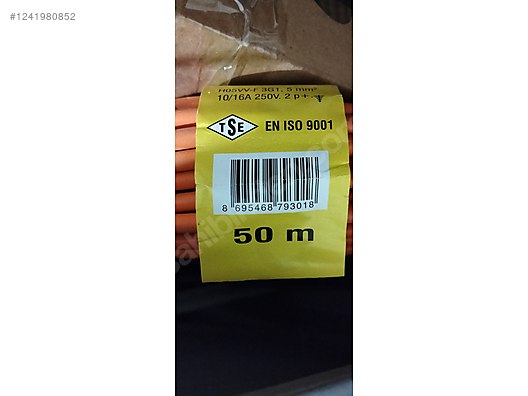 #1241980852
H05VV-F 3G1, 5 mm²
10/16A 250V. 2 p+
TSE EN ISO 9001
8 695468 793018
50 m